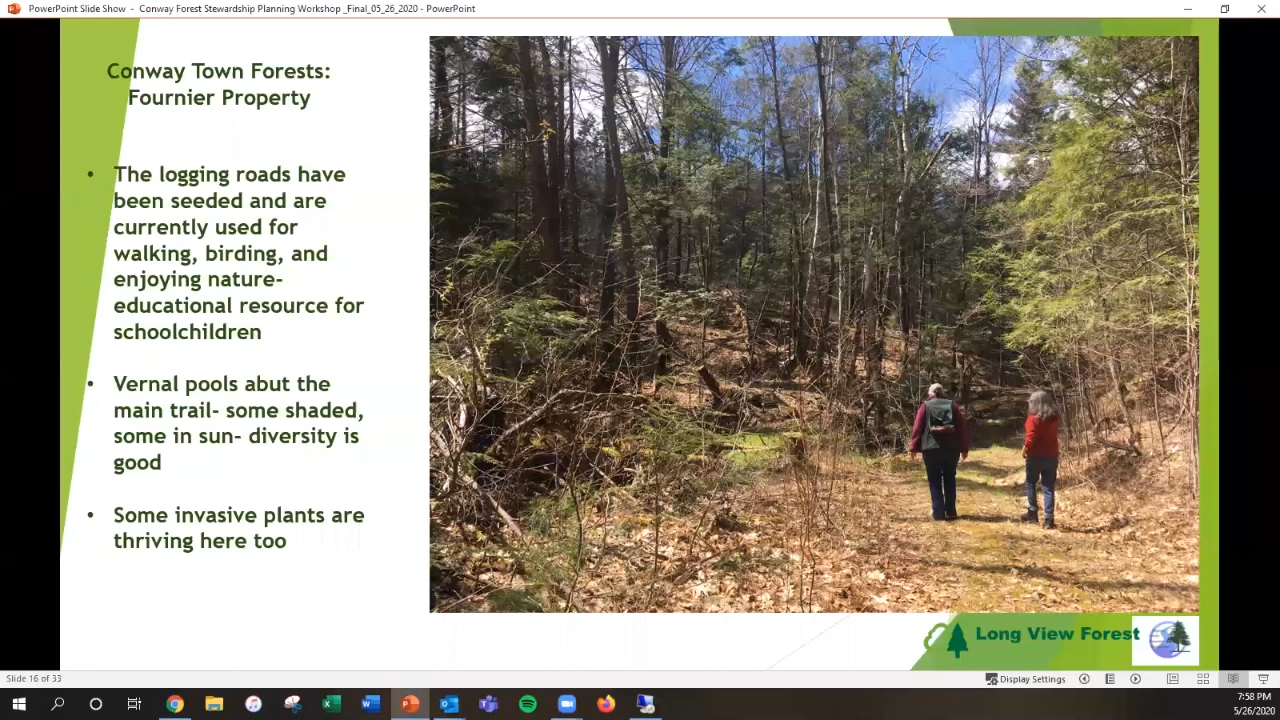 PowerPoint Slide Show - Conway Forest Stewardship Planning Workshop _Final_05_26_2020 - PowerPoint
Conway Town Forests:
Fournier Property
• The logging roads have
been seeded and are
currently used for
walking, birding, and
enjoying nature-
educational resource for
schoolchildren
• Vernal pools abut the
main trail- some shaded,
some in sun- diversity is
good
• Some invasive plants are
thriving here too
Long View Forest
Slide 16 of 33
Display Settings
7:58 PM
5/26/2020